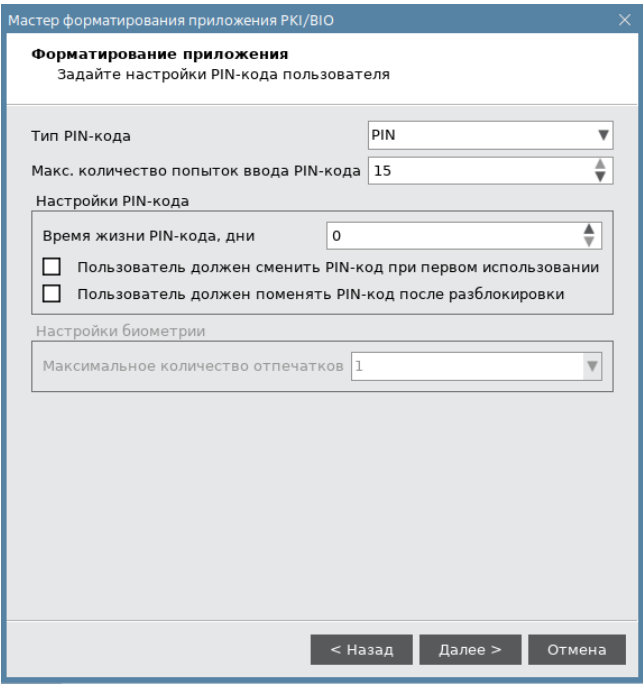 Мастер форматирования приложения PKI/BIO
Форматирование приложения
Задайте настройки PIN-кода пользователя
Тип PIN-кода PIN
Макс. количество попыток ввода PIN-кода 15
Настройки PIN-кода
Время жизни PIN-кода, дни 0
Пользователь должен сменить PIN-код при первом использовании
Пользователь должен поменять PIN-код после разблокировки
Настройки биометрии
Максимальное количество отпечатков 1
< Назад Далее > Отмена